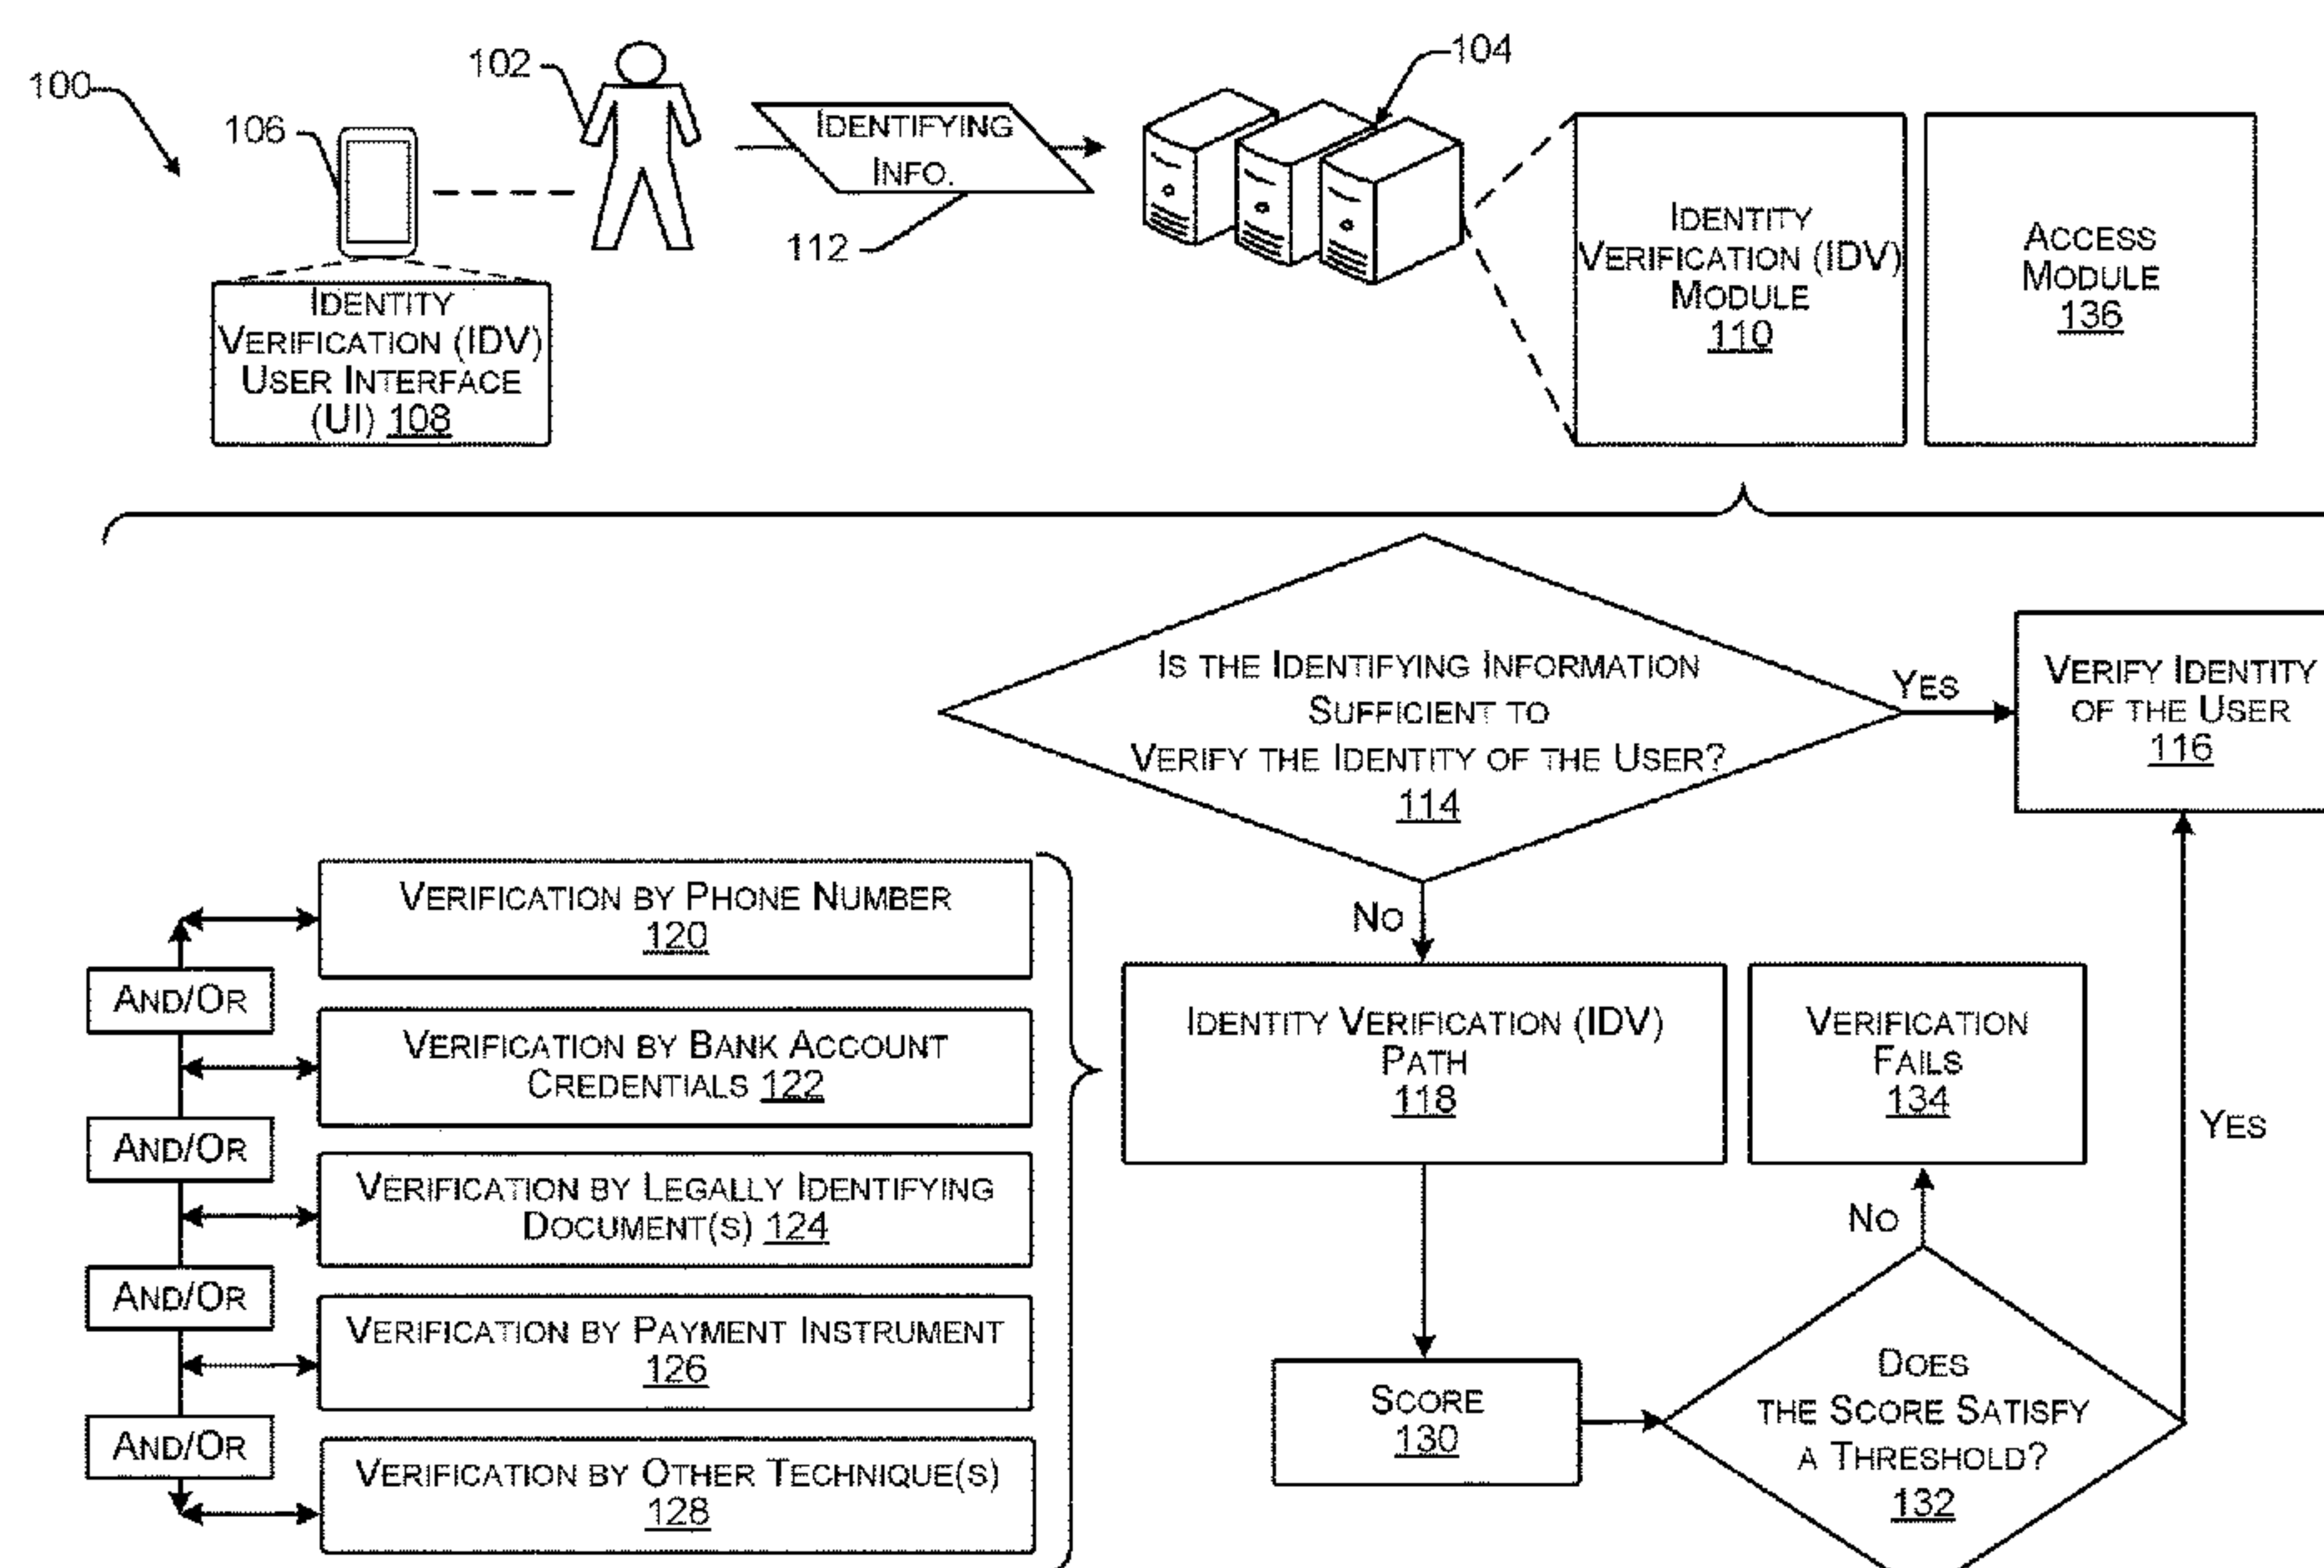 100
102
104
106
IDENTIFYING
INFO.
112
IDENTITY
VERIFICATION (IDV)
USER INTERFACE
(UI) 108
IDENTITY
VERIFICATION (IDV)
MODULE
110
ACCESS
MODULE
136
IS THE IDENTIFYING INFORMATION
SUFFICIENT TO
VERIFY THE IDENTITY OF THE USER?
114
YES
VERIFY IDENTITY
OF THE USER
116
NO
VERIFICATION BY PHONE NUMBER
120
AND/OR
VERIFICATION BY BANK ACCOUNT
CREDENTIALS 122
AND/OR
VERIFICATION BY LEGALLY IDENTIFYING
DOCUMENT(S) 124
AND/OR
VERIFICATION BY PAYMENT INSTRUMENT
126
AND/OR
VERIFICATION BY OTHER TECHNIQUE(S)
128
IDENTITY VERIFICATION (IDV)
PATH
118
VERIFICATION
FAILS
134
YES
NO
SCORE
130
DOES
THE SCORE SATISFY
A THRESHOLD?
132